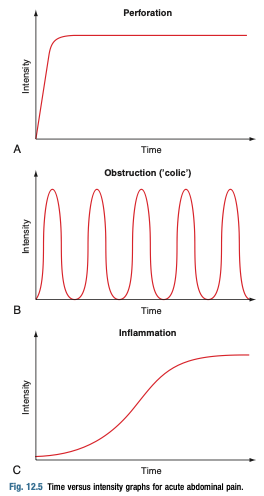 Perforation
Intensity
A
Time
Obstruction ('colic')
Intensity
B
Time
Inflammation
Intensity
C
Time
Fig. 12.5 Time versus intensity graphs for acute abdominal pain.